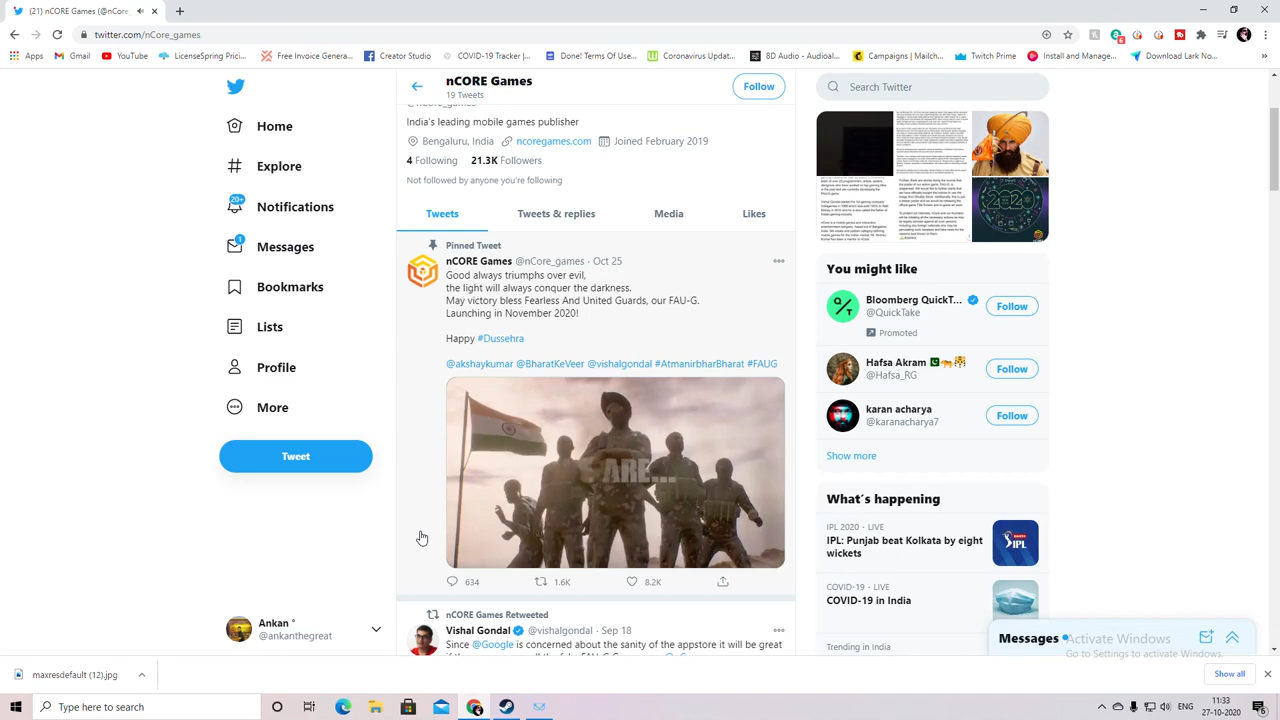 (21) nCORE Games (@nCore_
twitter.com/nCore_games
Apps Gmail YouTube LicenseSpring Prici... Free Invoice Genera... Creator Studio COVID-19 Tracker |... Done! Terms Of Use... Coronavirus Updat... 8D Audio - Audioal... Campaigns | Mailch... Twitch Prime Install and Manage... Download Lark No...
nCORE Games
19 Tweets
Follow
Search Twitter
@nCore_games
India's leading mobile games publisher
Bengaluru, India ncoregames.com Joined February 2019
4 Following 21.3K Followers
Not followed by anyone you're following
Tweets Tweets & replies Media Likes
Home
Explore
20+
Notifications
1
Messages
Bookmarks
Lists
Profile
More
Tweet
Ankan °
@ankanthegreat
Pinned Tweet
nCORE Games @nCore_games · Oct 25
Good always triumphs over evil,
the light will always conquer the darkness.
May victory bless Fearless And United Guards, our FAU-G.
Launching in November 2020!
Happy #Dussehra
@akshaykumar @BharatKeVeer @vishalgondal #AtmanirbharBharat #FAUG
ARE...
634 1.6K 8.2K
nCORE Games Retweeted
Vishal Gondal @vishalgondal · Sep 18
Since @Google is concerned about the sanity of the appstore it will be great
You might like
Bloomberg QuickT...
@QuickTake
Promoted
Follow
Hafsa Akram
@Hafsa_RG
Follow
karan acharya
@karanacharya7
Follow
Show more
What's happening
IPL 2020 · LIVE
IPL: Punjab beat Kolkata by eight
wickets
IPL
COVID-19 · LIVE
COVID-19 in India
Trending in India
Messages
Activate Windows
Go to Settings to activate Windows.
maxresdefault (12).jpg
Show all
Type here to search
ENG
11:33
27-10-2020
6